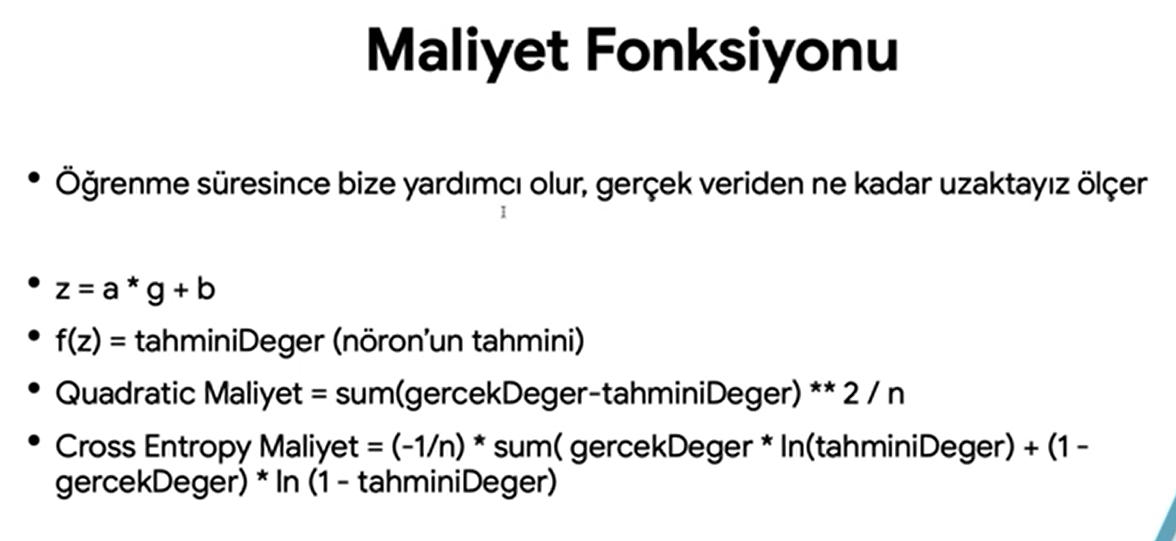 Maliyet Fonksiyonu
• Öğrenme süresince bize yardımcı olur, gerçek veriden ne kadar uzaktayız ölçer
• z = a * g + b
• f(z) = tahminiDeger (nöron’un tahmini)
• Quadratic Maliyet = sum(gercekDeger-tahminiDeger) ** 2 / n
• Cross Entropy Maliyet = (-1/n) * sum( gercekDeger * ln(tahminiDeger) + (1 -
gercekDeger) * ln (1 - tahminiDeger)